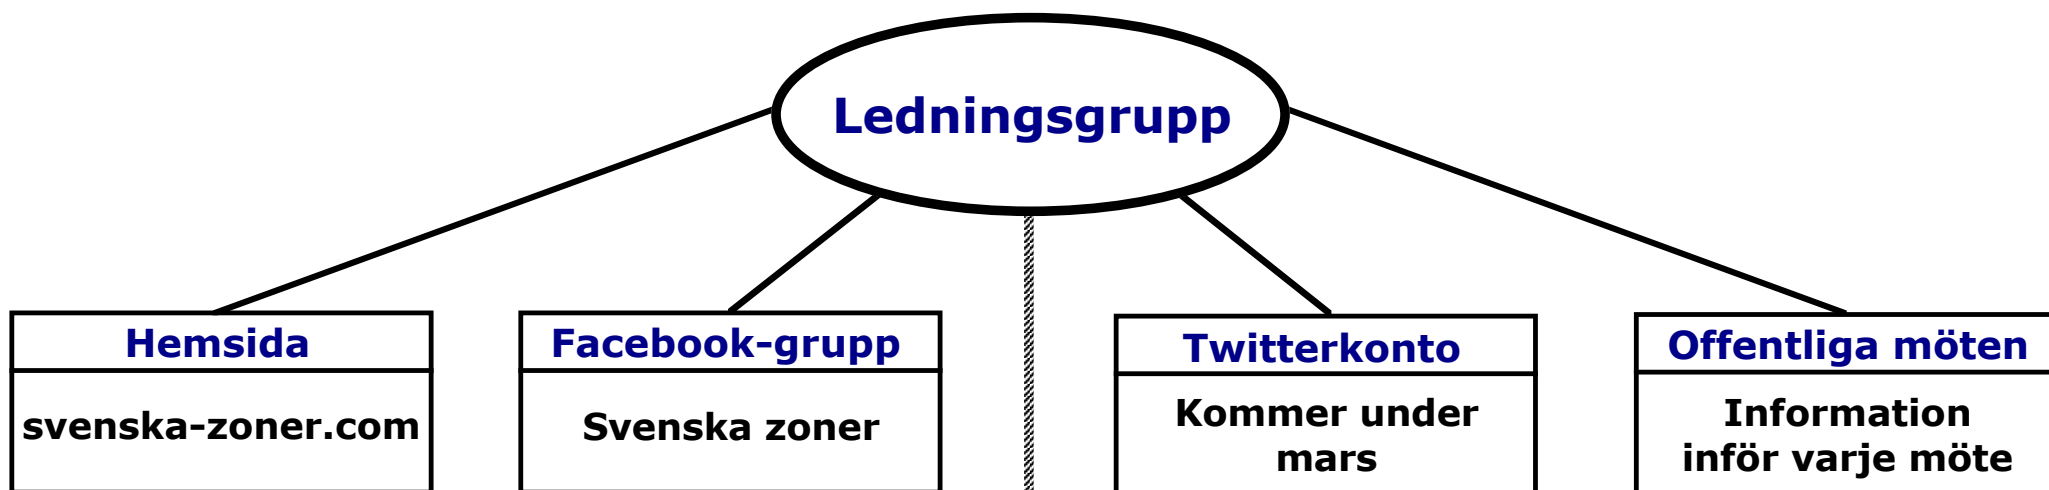 Ledningsgrupp
Hemsida
svenska-zoner.com
Facebook-grupp
Svenska zoner
Twitterkonto
Kommer under
mars
Offentliga möten
Information
inför varje möte